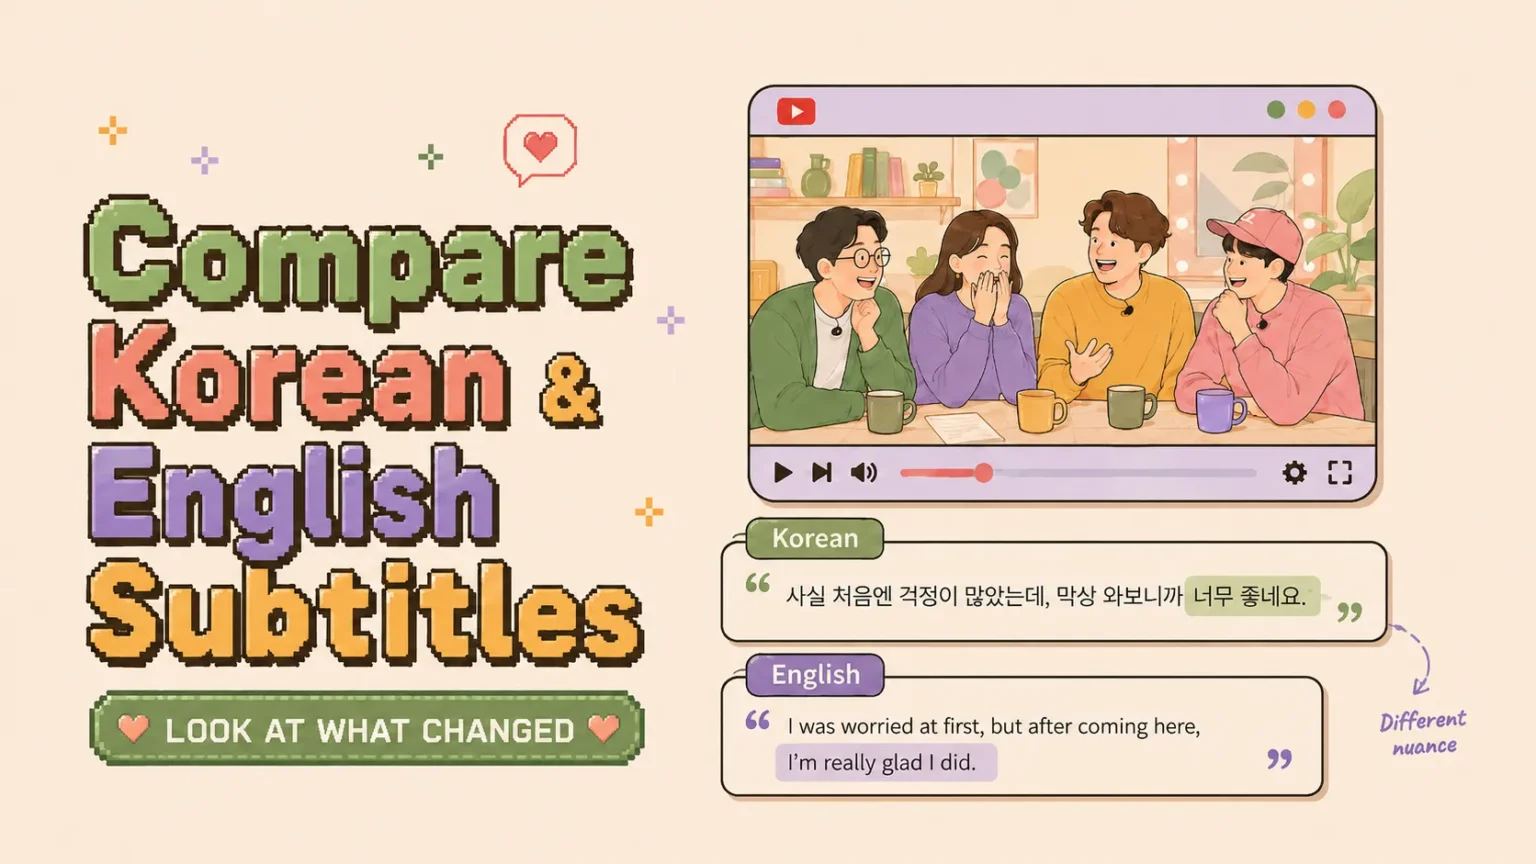 Compare
Korean &
English
Subtitles
LOOK AT WHAT CHANGED
Korean
“ 사실 처음엔 걱정이 많았는데, 막상 와보니까 너무 좋네요. ”
English
“ I was worried at first, but after coming here,
I'm really glad I did. ”
Different
nuance